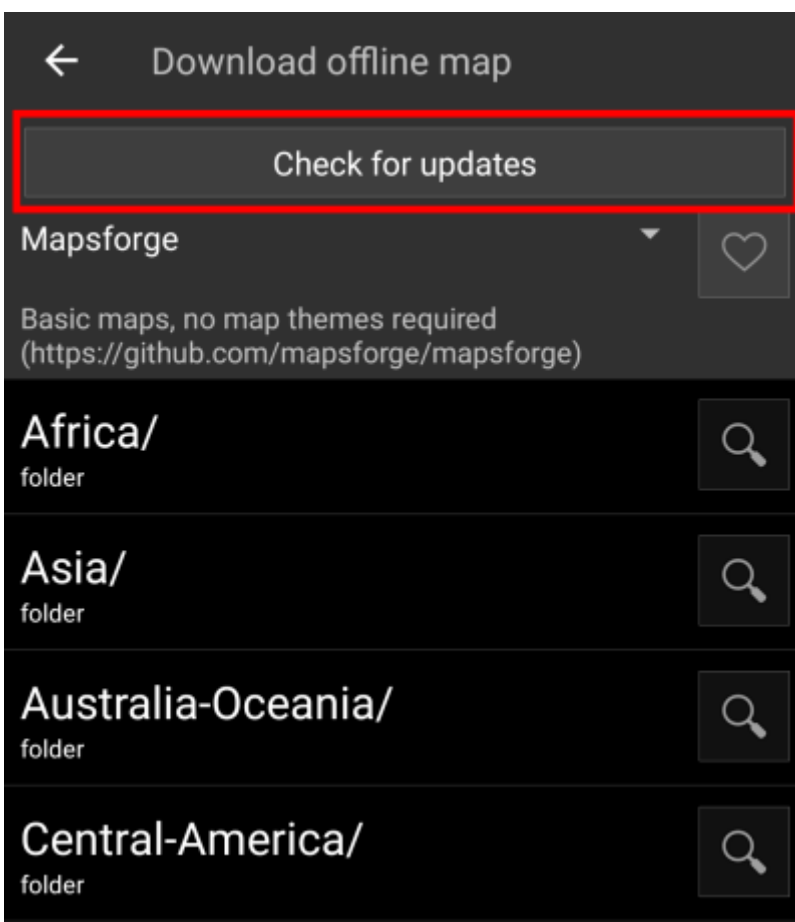 Download offline map
Check for updates
Mapsforge
Basic maps, no map themes required
(https://github.com/mapsforge/mapsforge)
Africa/
folder
Asia/
folder
Australia-Oceania/
folder
Central-America/
folder